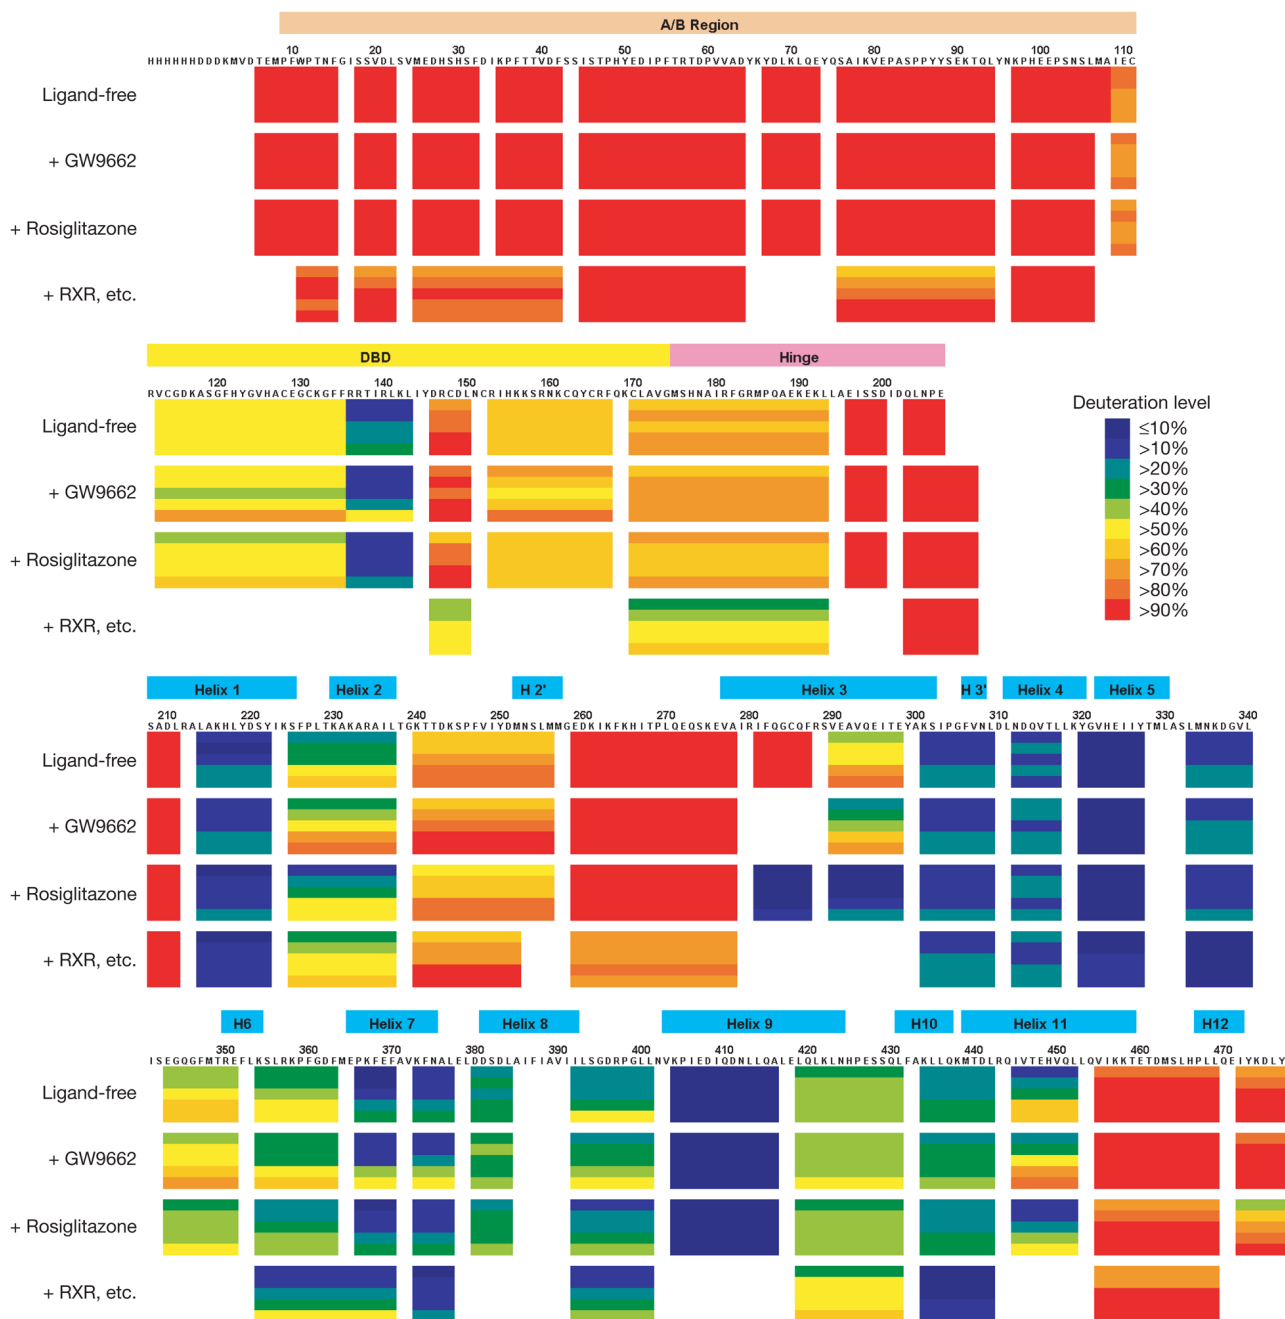 A/B Region
10 20 30 40 50 60 70 80 90 100 110
HHHHHHDDDKMVDTEMPFWPTNFGISSVDLSVMEDHSHSFDIKPFTTVDFSSISTPHYEDIPFTRTDPVVADYKYDLKLQEYQSAIKVEPASPPYYSEKTQLYNKPHEEPSNSLMAIEC
Ligand-free
+ GW9662
+ Rosiglitazone
+ RXR, etc.
DBD Hinge
120 130 140 150 160 170 180 190 200
RVCGDKASGFHYGVHACEGCKGFFRRTIRLKLIYDRCDLNCRIHKKSRNKCQYCRFQKCLAVGMSHNAIRFGRMPQAEKEKLLAEISSDIDQLNPE
Ligand-free
+ GW9662
+ Rosiglitazone
+ RXR, etc.
Deuteration level
≤10%
>10%
>20%
>30%
>40%
>50%
>60%
>70%
>80%
>90%
Helix 1 Helix 2 H 2' Helix 3 H 3' Helix 4 Helix 5
210 220 230 240 250 260 270 280 290 300 310 320 330 340
SADLRALAKHLYDSYIKSFPLTKAKARAILTGKTTDKSPFVIYDMNSLMMGEDKIKFKHITPLQEQSKEVAIRIFQGCQFRSVEAVQEITEYAKSIPGFVNLDLNDQVTLLKYGVHEIIYTMLASLMNKDGVL
Ligand-free
+ GW9662
+ Rosiglitazone
+ RXR, etc.
H6 Helix 7 Helix 8 Helix 9 H10 Helix 11 H12
350 360 370 380 390 400 410 420 430 440 450 460 470
ISEGQGFMTREFLKSLRKPFGDFMEPKFEFAVKFNALELDDSDLAIFIAVIILSGDRPGLLNVKPIEDIQDNLLQALELQLKLNHPESSQLFAKLLQKMTDLRQIVTEHVQLLQVIKKTETDMSLHPLLQEIYKDLY
Ligand-free
+ GW9662
+ Rosiglitazone
+ RXR, etc.